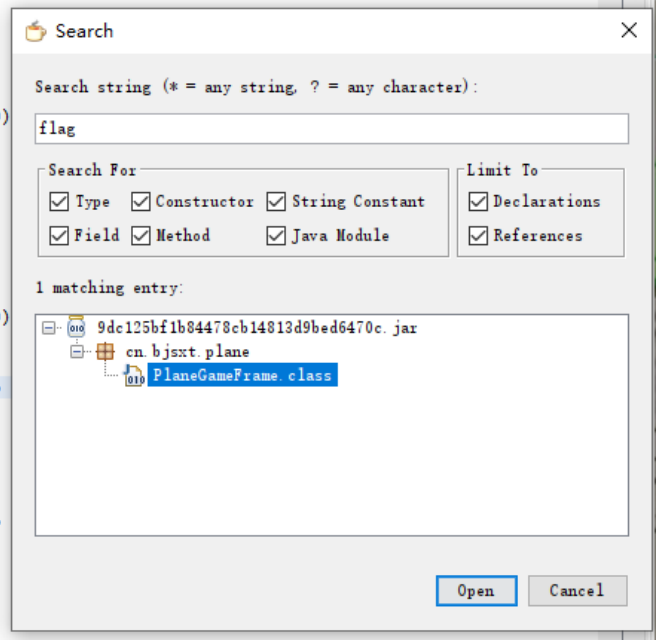 Search
Search string (* = any string, ? = any character):
flag
Search For
Limit To
Type Constructor String Constant
Declarations
Field Method Java Module
References
1 matching entry:
9dc125bf1b84478cb14813d9bed6470c.jar
cn.bjsxt.plane
PlaneGameFrame.class
Open Cancel